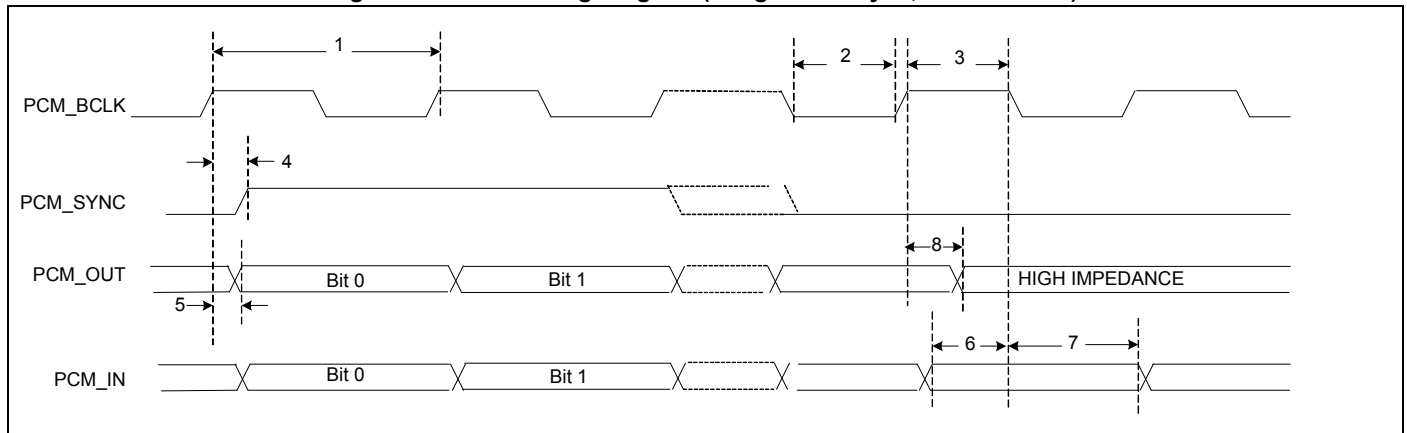 1
2
3
PCM_BCLK
4
PCM_SYNC
8
PCM_OUT
Bit 0
Bit 1
HIGH IMPEDANCE
5
6
7
PCM_IN
Bit 0
Bit 1